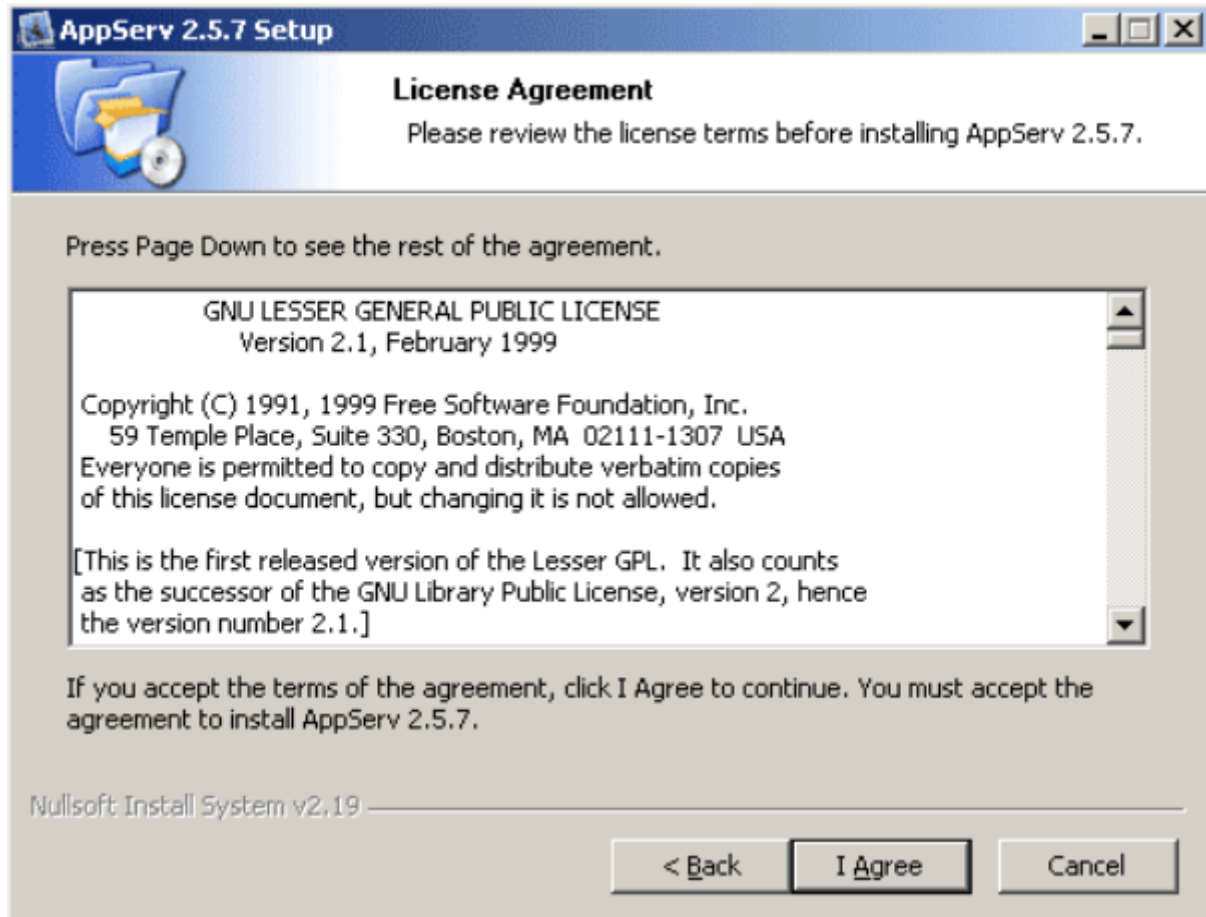 AppServ 2.5.7 Setup
License Agreement
Please review the license terms before installing AppServ 2.5.7.
Press Page Down to see the rest of the agreement.
GNU LESSER GENERAL PUBLIC LICENSE
Version 2.1, February 1999
Copyright (C) 1991, 1999 Free Software Foundation, Inc.
59 Temple Place, Suite 330, Boston, MA  02111-1307  USA
Everyone is permitted to copy and distribute verbatim copies
of this license document, but changing it is not allowed.
[This is the first released version of the Lesser GPL.  It also counts
as the successor of the GNU Library Public License, version 2, hence
the version number 2.1.]
If you accept the terms of the agreement, click I Agree to continue. You must accept the
agreement to install AppServ 2.5.7.
Nullsoft Install System v2.19
< Back
I Agree
Cancel